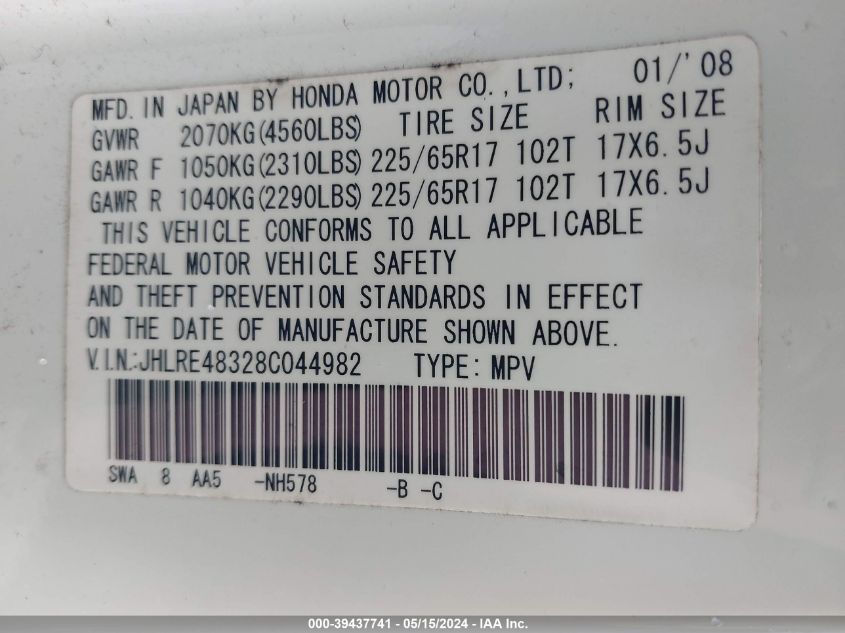 MFD. IN JAPAN BY HONDA MOTOR CO., LTD; 01/'08
GVWR 2070KG(4560LBS) TIRE SIZE RIM SIZE
GAWR F 1050KG(2310LBS) 225/65R17 102T 17X6.5J
GAWR R 1040KG(2290LBS) 225/65R17 102T 17X6.5J
THIS VEHICLE CONFORMS TO ALL APPLICABLE
FEDERAL MOTOR VEHICLE SAFETY
AND THEFT PREVENTION STANDARDS IN EFFECT
ON THE DATE OF MANUFACTURE SHOWN ABOVE.
V.I.N.:JHLRE48328C044982 TYPE: MPV
SWA 8 AA5 -NH578 -B -C
000-39437741 - 05/15/2024 - IAA Inc.